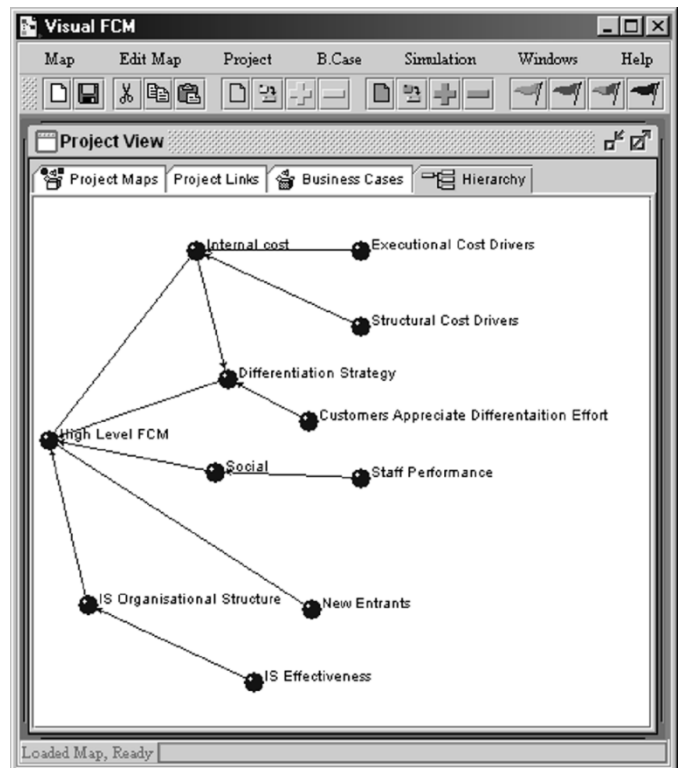 Visual FCM
Map Edit Map Project B.Case Simulation Windows Help
Project View
Project Maps Project Links Business Cases Hierarchy
Internal cost
Executional Cost Drivers
Structural Cost Drivers
Differentiation Strategy
Customers Appreciate Differentaition Effort
High Level FCM
Social
Staff Performance
IS Organisational Structure
New Entrants
IS Effectiveness
Loaded Map, Ready